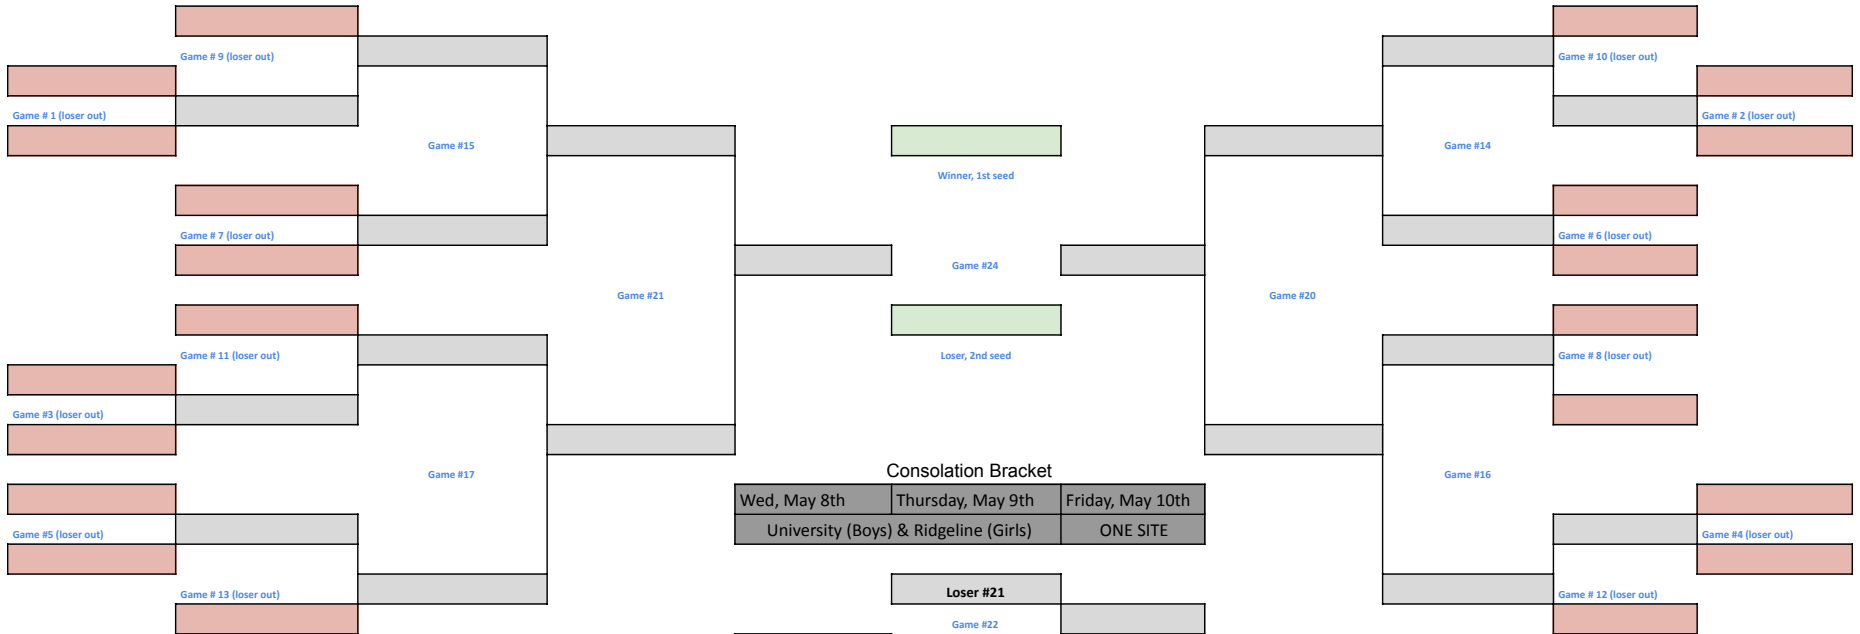 Game # 9 (loser out)
Game # 10 (loser out)
Game # 1 (loser out)
Game # 2 (loser out)
Game #15
Game #14
Winner, 1st seed
Game # 7 (loser out)
Game # 6 (loser out)
Game #24
Game #21
Game #20
Game # 11 (loser out)
Loser, 2nd seed
Game # 8 (loser out)
Game #3 (loser out)
Game #17
Consolation Bracket
Game #16
Wed, May 8th Thursday, May 9th Friday, May 10th
University (Boys) & Ridgeline (Girls) ONE SITE
Game #5 (loser out)
Game #4 (loser out)
Game # 13 (loser out)
Loser #21
Game # 12 (loser out)
Game #22